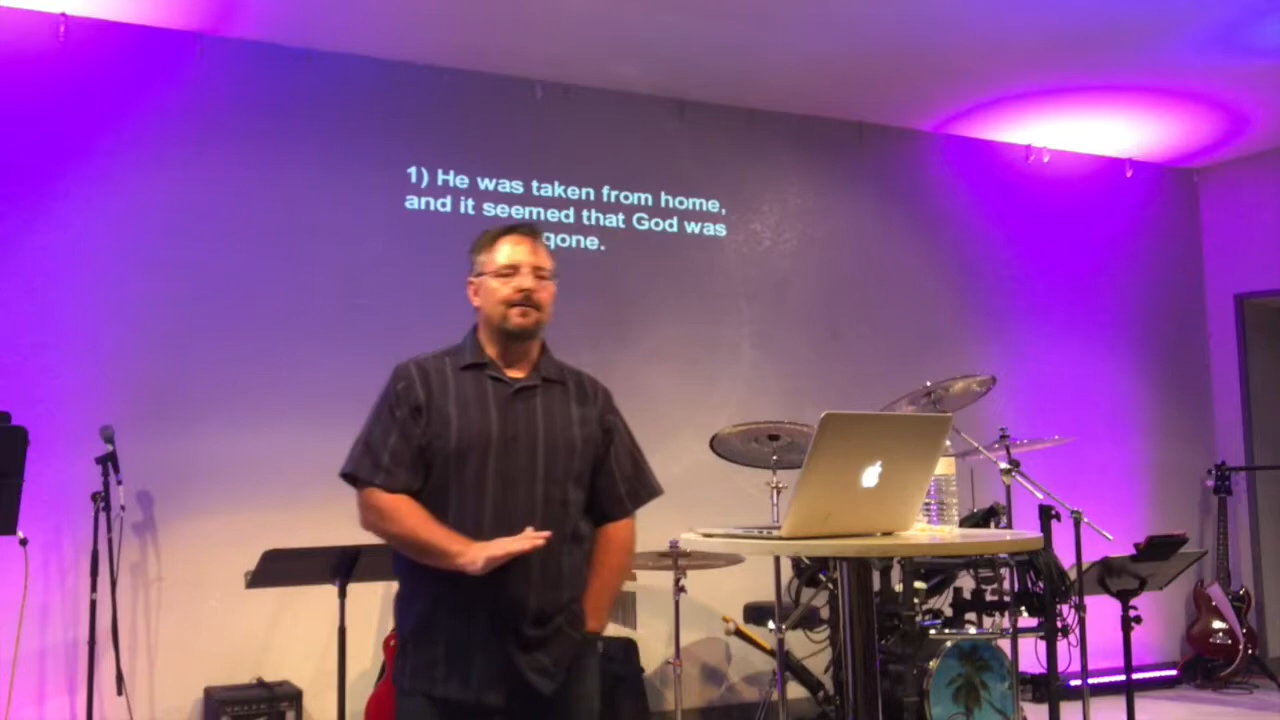 1) He was taken from home,
and it seemed that God was
gone.